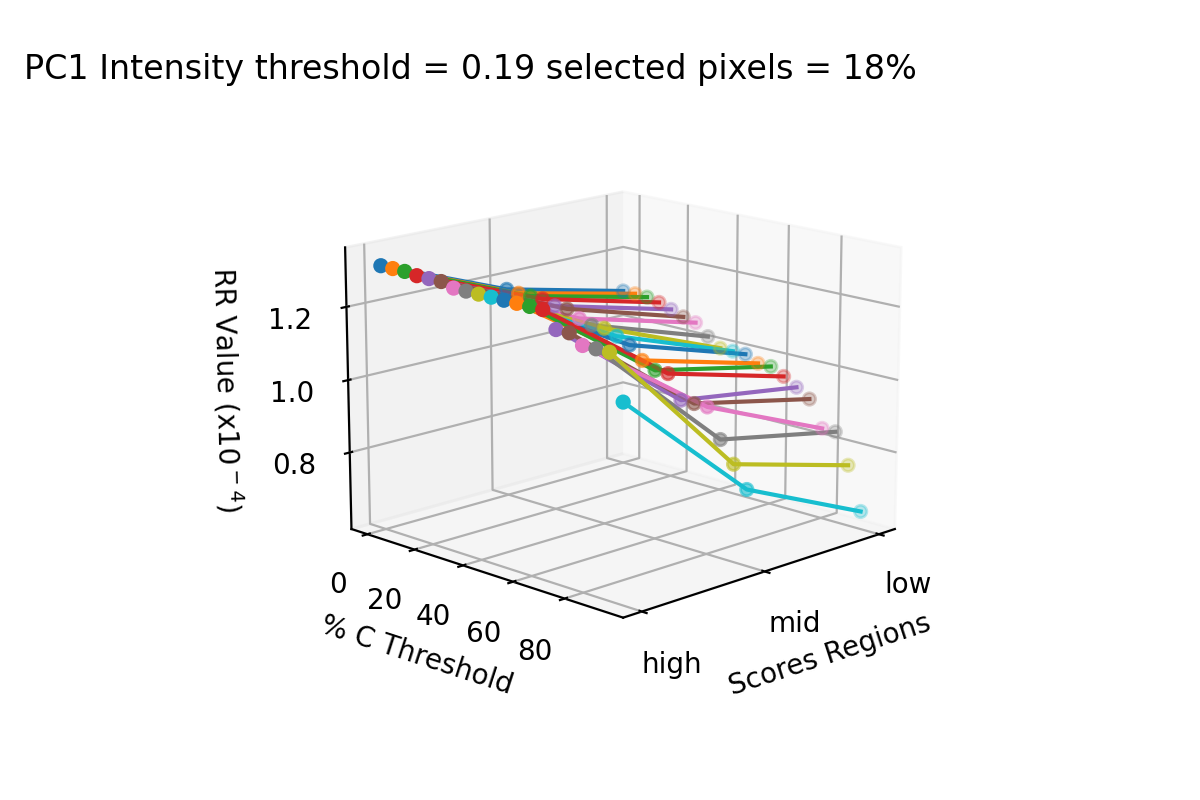 PC1 Intensity threshold = 0.19 selected pixels = 18%
RR Value (x10⁻⁴)
1.2
1.0
0.8
0
20
40
60
80
% C Threshold
high
mid
low
Scores Regions